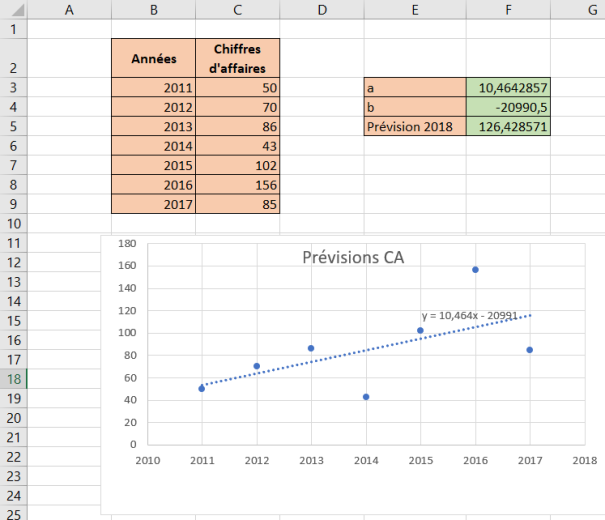 A B C D E F G
1
2 Années Chiffres
d'affaires
3 2011 50 a 10,4642857
4 2012 70 b -20990,5
5 2013 86 Prévision 2018 126,428571
6 2014 43
7 2015 102
8 2016 156
9 2017 85
10
11 180
12 Prévisions CA
13 160
14 140
15 120 y = 10,464x - 20991
16 100
17 80
18 60
19 40
20 20
21 0
22 2010 2011 2012 2013 2014 2015 2016 2017 2018
23
24
25